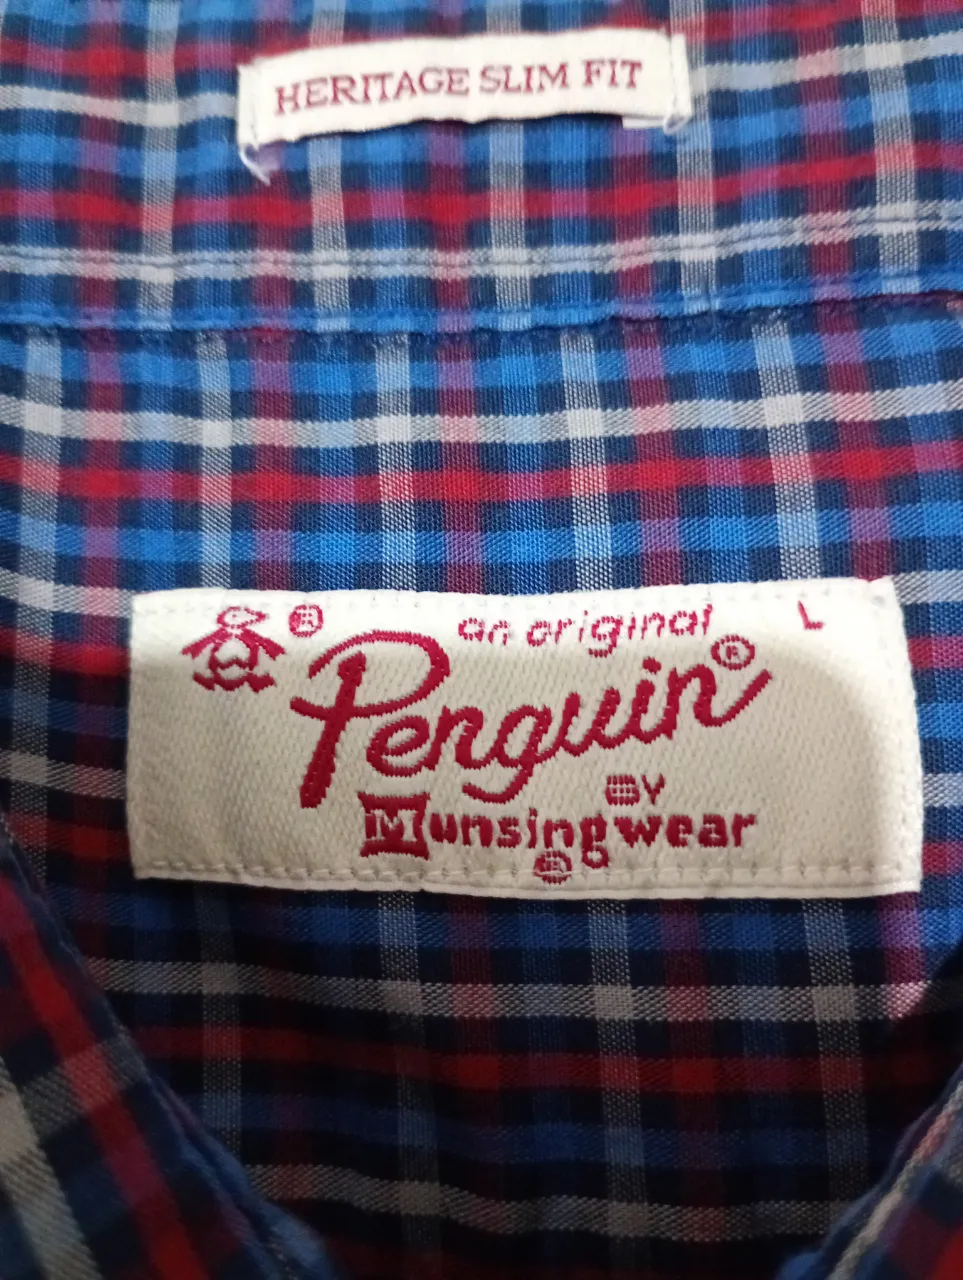 HERITAGE SLIM FIT
an original L
Penguin®
BY
Munsingwear
®